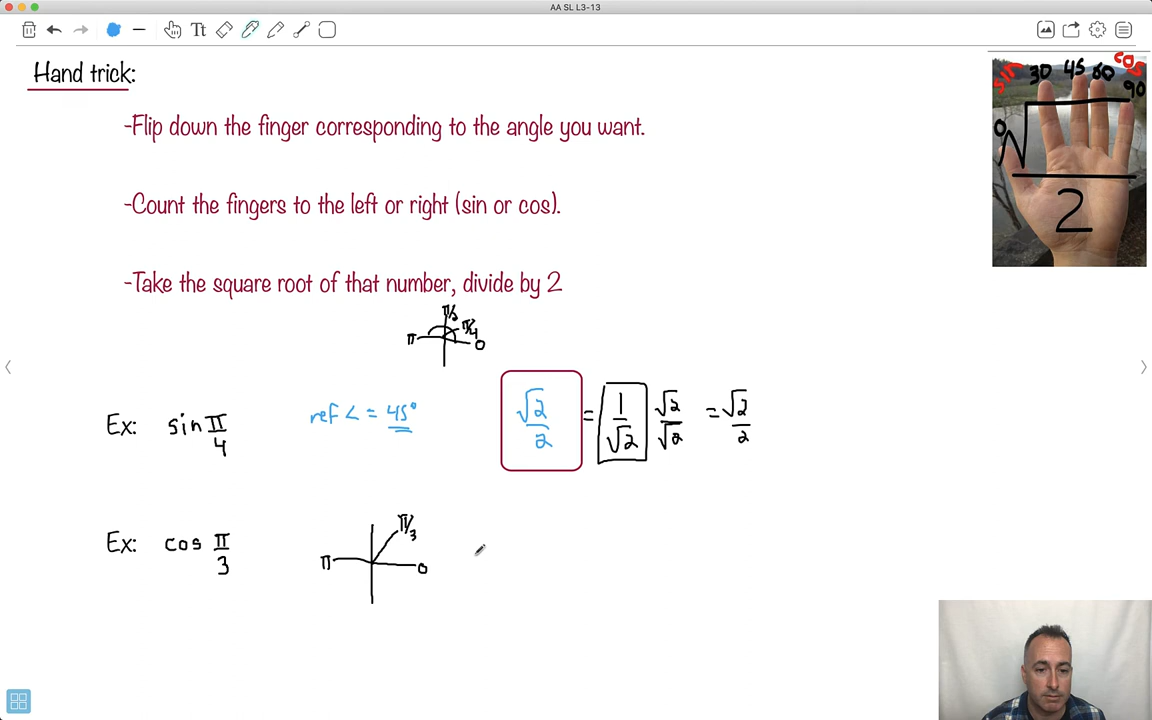 AA SL L3-13
Tt
Hand trick:
sin 30 45 60 cos
90
0
√
2
-Flip down the finger corresponding to the angle you want.
-Count the fingers to the left or right (sin or cos).
-Take the square root of that number, divide by 2
π/2
π/4
π 0
Ex: sin π/4 ref ∠ = 45° √2/2 = 1/√2 √2/√2 = √2/2
Ex: cos π/3
π/3
π 0